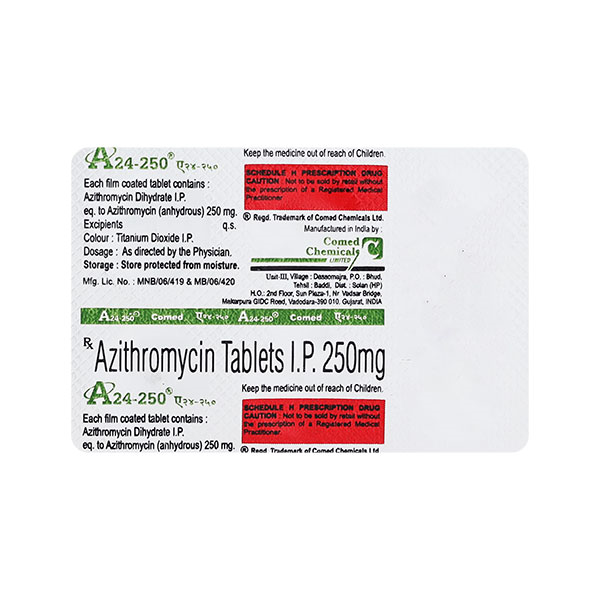 A24-250® ए२४-२५०
Each film coated tablet contains :
Azithromycin Dihydrate I.P.
eq. to Azithromycin (anhydrous) 250 mg.
Excipients q.s.
Colour : Titanium Dioxide I.P.
Dosage : As directed by the Physician.
Storage : Store protected from moisture.
Mfg. Lic. No. : MNB/06/419 & MB/06/420
Keep the medicine out of reach of Children.
SCHEDULE H PRESCRIPTION DRUG
CAUTION : Not to be sold by retail without
the prescription of a Registered Medical
Practitioner
® Regd. Trademark of Comed Chemicals Ltd.
Manufactured in India by :
Comed
Chemicals
LIMITED
Unit-III, Village : Dassomajra, P.O. : Bhud,
Tehsil : Baddi, Dist. : Solan (HP)
H.O.: 2nd Floor, Sun Plaza-1, Nr Vadsar Bridge,
Makarpura GIDC Road, Vadodara-390 010. Gujarat, INDIA
A24-250® Comed ए२४-२५० A24-250® Comed ए२४-२५०
Rx Azithromycin Tablets I.P. 250mg
A24-250® ए२४-२५०
Each film coated tablet contains :
Azithromycin Dihydrate I.P.
eq. to Azithromycin (anhydrous) 250 mg.
Keep the medicine out of reach of Children.
SCHEDULE H PRESCRIPTION DRUG
CAUTION : Not to be sold by retail without
the prescription of a Registered Medical
Practitioner.
® Regd. Trademark of Comed Chemicals Ltd.